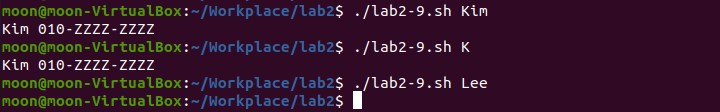 moon@moon-VirtualBox:~/Workplace/lab2$ ./lab2-9.sh Kim
Kim 010-ZZZZ-ZZZZ
moon@moon-VirtualBox:~/Workplace/lab2$ ./lab2-9.sh K
Kim 010-ZZZZ-ZZZZ
moon@moon-VirtualBox:~/Workplace/lab2$ ./lab2-9.sh Lee
moon@moon-VirtualBox:~/Workplace/lab2$